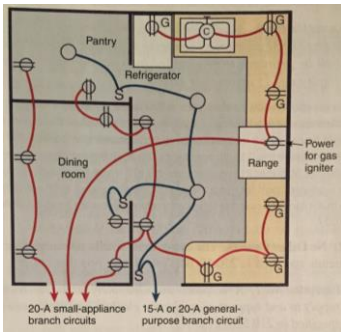 G
G
C
Pantry
Refrigerator
S
G
Power
for gas
igniter
Range
Dining
room
S
G
S
G
G
20-A small-appliance
branch circuits
15-A or 20-A general-
purpose branch circuit